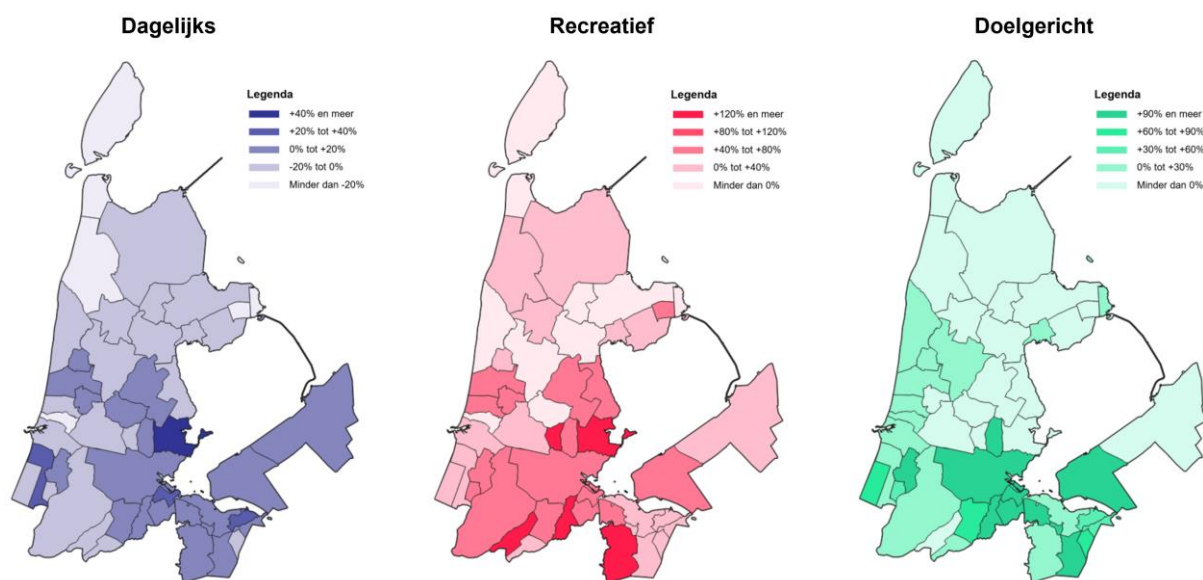 Dagelijks
Legenda
+40% en meer
+20% tot +40%
0% tot +20%
-20% tot 0%
Minder dan -20%
Recreatief
Legenda
+120% en meer
+80% tot +120%
+40% tot +80%
0% tot +40%
Minder dan 0%
Doelgericht
Legenda
+90% en meer
+60% tot +90%
+30% tot +60%
0% tot +30%
Minder dan 0%